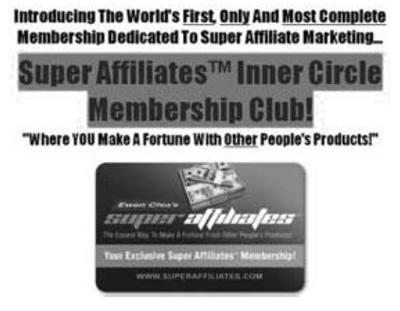 Introducing The World's First, Only And Most Complete
Membership Dedicated To Super Affiliate Marketing...
Super Affiliates™ Inner Circle
Membership Club!
"Where YOU Make A Fortune With Other People's Products!"
Ewen Chia's
super affiliates
The Easiest Way To Make A Fortune From Other People's Products!
Your Exclusive Super Affiliates™ Membership!
WWW.SUPERAFFILIATES.COM